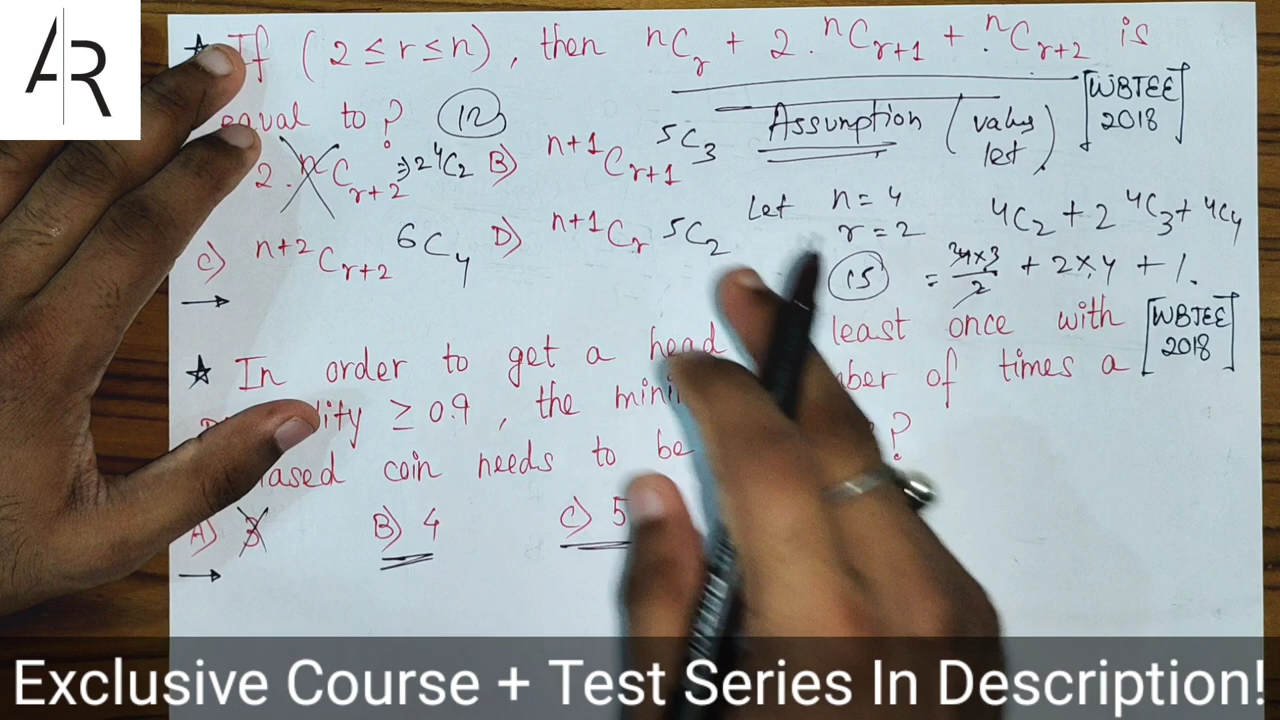 AR
If (2 ≤ r ≤ n), then nCr + 2.nCr+1 + .nCr+2 is
equal to? 12 Assumption (value let) [WBJEE 2018]
2.nCr+2 ⇒ 2 4C2 B) n+1Cr+1 5C3
C) n+2Cr+2 6C4 D) n+1Cr 5C2
Let n = 4
r = 2
4C2 + 2 4C3 + 4C4
15 = 4×3/2 + 2×4 + 1.
In order to get a head least once with [WBJEE 2018]
≥ 0.9, the of times a
coin needs to be ?
A) 3 B) 4 C) 5
Exclusive Course + Test Series In Description!